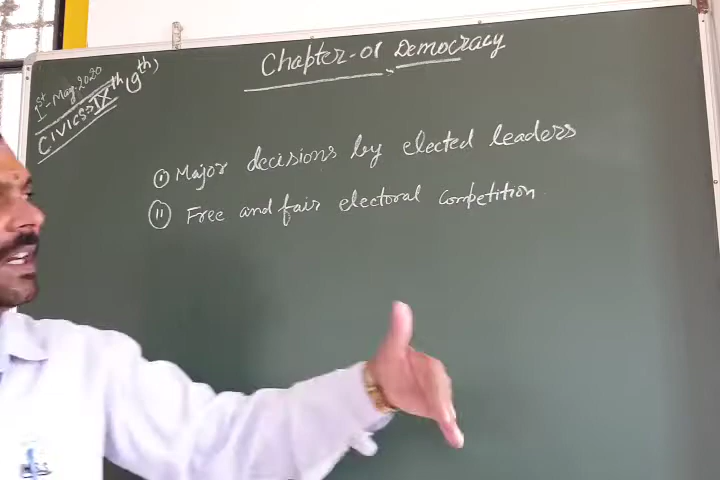 1st - May. 2020
Civics :> IXth (9th)
Chapter-01 Democracy
(i) Major decisions by elected leaders
(ii) Free and fair electoral competition.